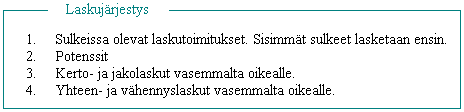 Laskujärjestys
1. Sulkeissa olevat laskutoimitukset. Sisimmät sulkeet lasketaan ensin.
2. Potenssit
3. Kerto- ja jakolaskut vasemmalta oikealle.
4. Yhteen- ja vähennyslaskut vasemmalta oikealle.